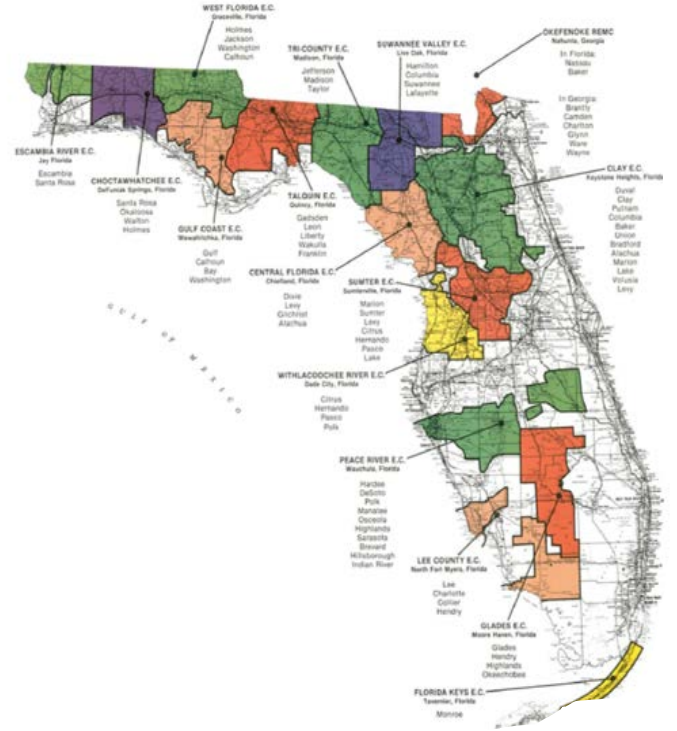 WEST FLORIDA E.C.
Graceville, Florida
Holmes
Jackson
Washington
Calhoun
TRI-COUNTY E.C.
Madison, Florida
Jefferson
Madison
Taylor
SUWANNEE VALLEY E.C.
Live Oak, Florida
Hamilton
Columbia
Suwannee
Lafayette
OKEFENOKE REMC
Nahunta, Georgia
In Florida:
Nassau
Baker
In Georgia:
Brantly
Camden
Charlton
Glynn
Ware
Wayne
ESCAMBIA RIVER E.C.
Jay Florida
Escambia
Santa Rosa
CHOCTAWHATCHEE E.C.
DeFuniak Springs, Florida
Santa Rosa
Okaloosa
Walton
Holmes
GULF COAST E.C.
Wewahitchka, Florida
Gulf
Calhoun
Bay
Washington
TALQUIN E.C.
Quincy, Florida
Gadsden
Leon
Liberty
Wakulla
Franklin
CLAY E.C.
Keystone Heights, Florida
Duval
Clay
Putnam
Columbia
Baker
Union
Bradford
Alachua
Marion
Lake
Volusia
Levy
CENTRAL FLORIDA E.C.
Chiefland, Florida
Dixie
Levy
Gilchrist
Alachua
SUMTER E.C.
Sumterville, Florida
Marion
Sumter
Levy
Citrus
Hernando
Pasco
Lake
GULF OF MEXICO
WITHLACOOCHEE RIVER E.C.
Dade City, Florida
Citrus
Hernando
Pasco
Polk
PEACE RIVER E.C.
Wauchula, Florida
Hardee
DeSoto
Polk
Manatee
Osceola
Highlands
Sarasota
Brevard
Hillsborough
Indian River
LEE COUNTY E.C.
North Fort Myers, Florida
Lee
Charlotte
Collier
Hendry
GLADES E.C.
Moore Haven, Florida
Glades
Hendry
Highlands
Okeechobee
FLORIDA KEYS E.C.
Tavernier, Florida
Monroe